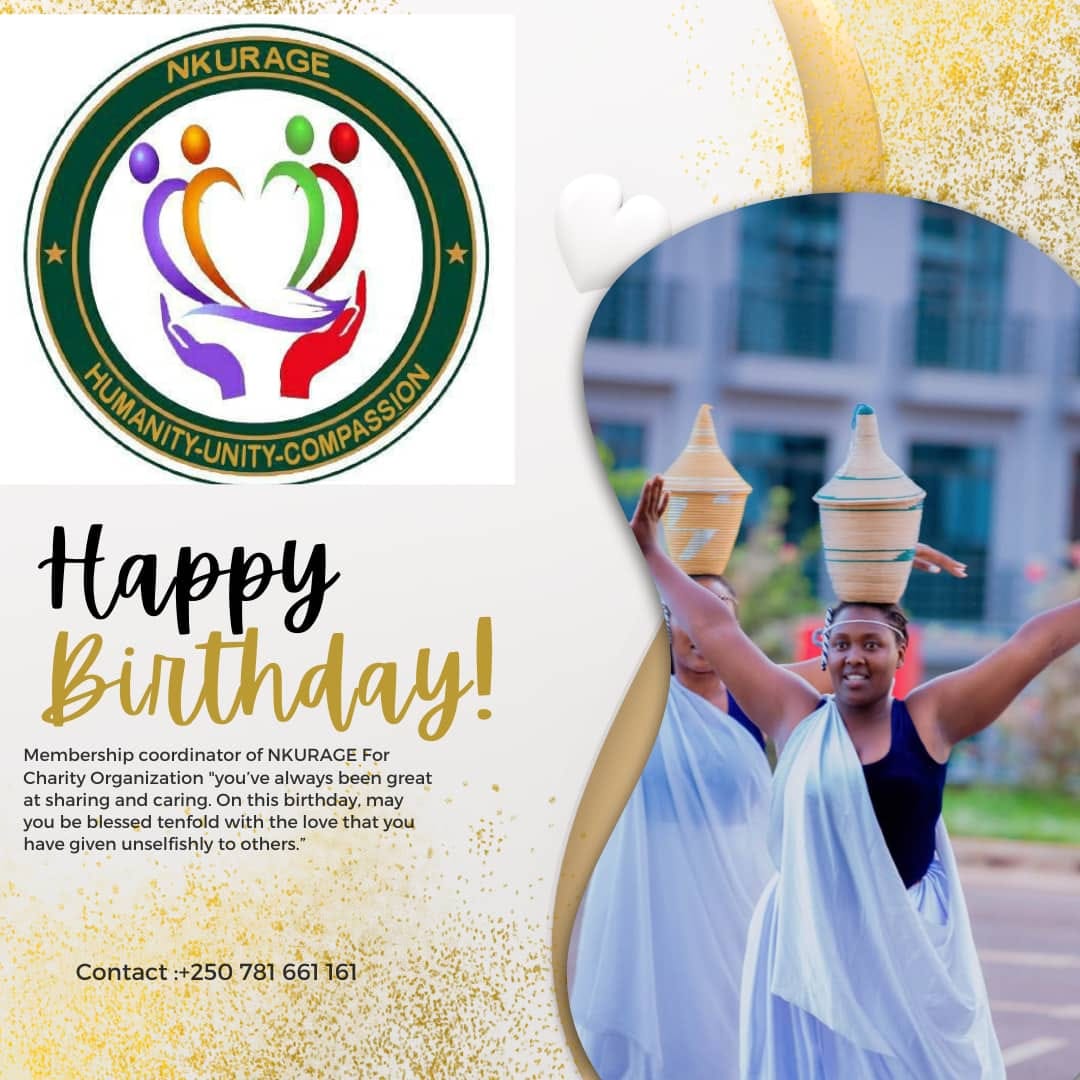 NKURAGE
HUMANITY-UNITY-COMPASSION
Happy
Birthday!
Membership coordinator of NKURAGE For
Charity Organization "you’ve always been great
at sharing and caring. On this birthday, may
you be blessed tenfold with the love that you
have given unselfishly to others.”
Contact :+250 781 661 161